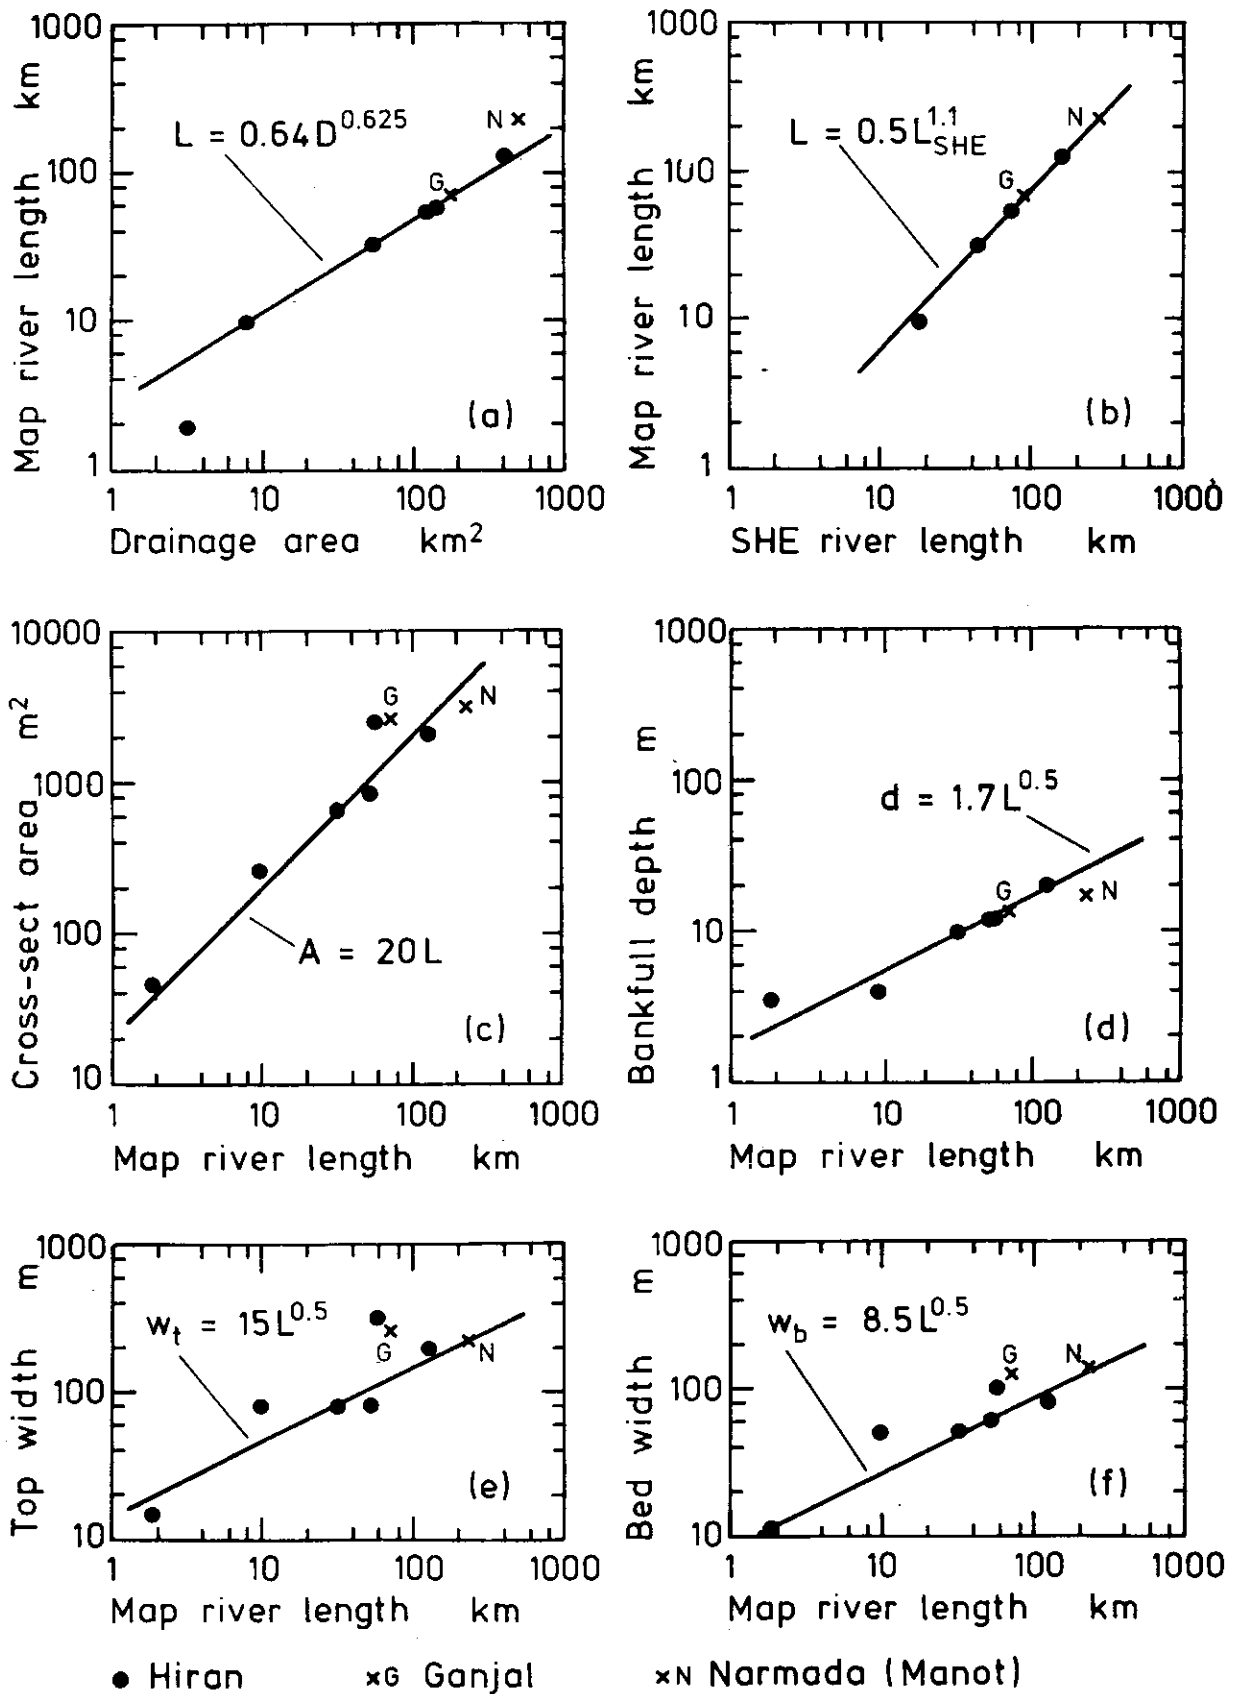 1000
100
10
1
Map river length km
L = 0.64D^0.625
N
G
(a)
1 10 100 1000
Drainage area km²
1000
100
10
1
Map river length km
L = 0.5L_SHE^1.1
N
G
(b)
1 10 100 1000
SHE river length km
10000
1000
100
10
Cross-sect area m²
G
N
A = 20L
(c)
1 10 100 1000
Map river length km
1000
100
10
1
Bankfull depth m
d = 1.7L^0.5
G
N
(d)
1 10 100 1000
Map river length km
1000
100
10
Top width m
w_t = 15L^0.5
G
N
(e)
1 10 100 1000
Map river length km
1000
100
10
Bed width m
w_b = 8.5L^0.5
G
N
(f)
1 10 100 1000
Map river length km
● Hiran ×G Ganjal ×N Narmada (Manot)